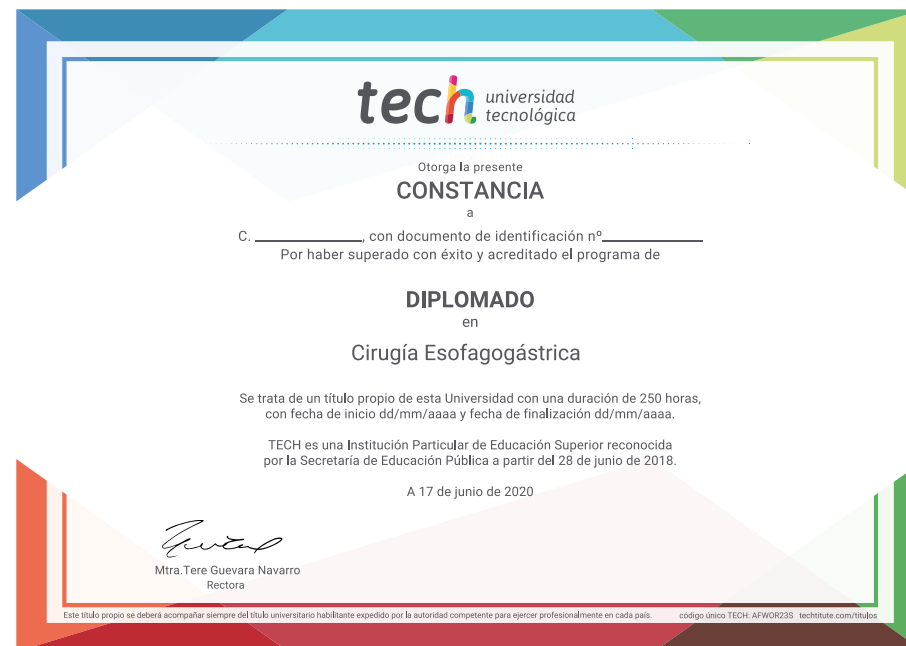 tech universidad
tecnológica
Otorga la presente
CONSTANCIA
a
C. ____________, con documento de identificación nº____________
Por haber superado con éxito y acreditado el programa de
DIPLOMADO
en
Cirugía Esofagogástrica
Se trata de un título propio de esta Universidad con una duración de 250 horas,
con fecha de inicio dd/mm/aaaa y fecha de finalización dd/mm/aaaa.
TECH es una Institución Particular de Educación Superior reconocida
por la Secretaría de Educación Pública a partir del 28 de junio de 2018.
A 17 de junio de 2020
Mtra.Tere Guevara Navarro
Rectora
Este título propio se deberá acompañar siempre del título universitario habilitante expedido por la autoridad competente para ejercer profesionalmente en cada país. código único TECH: AFWOR23S techtitute.com/titulos